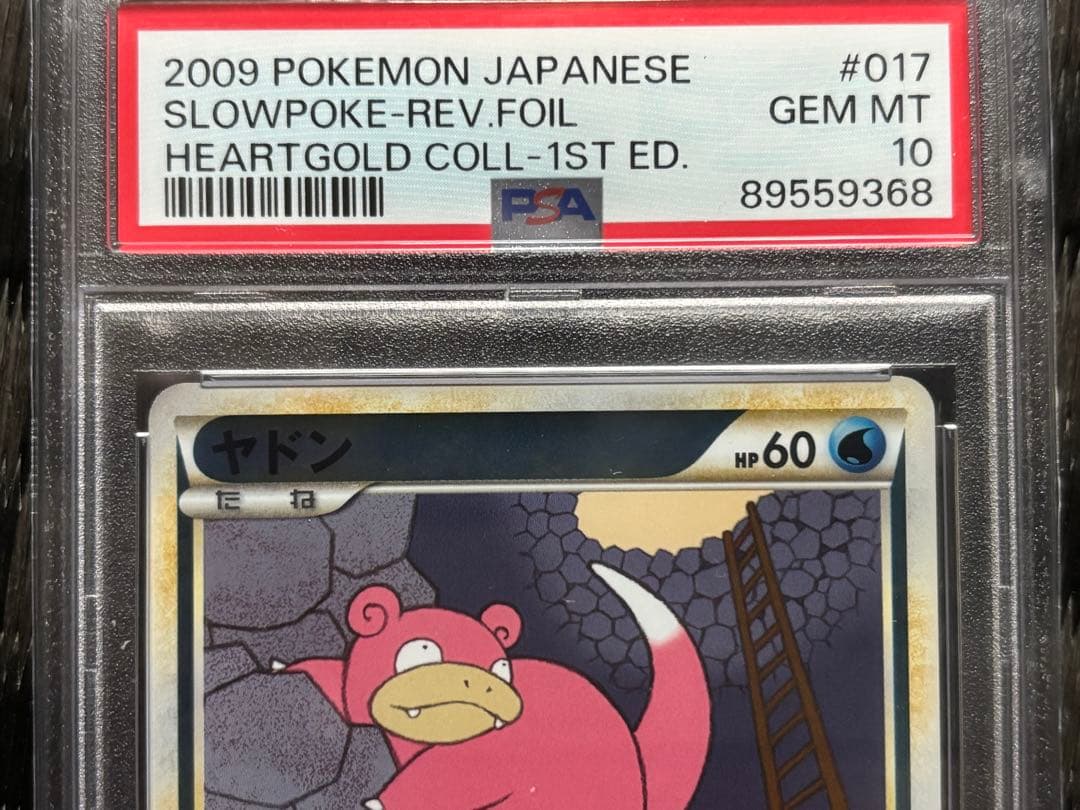 2009 POKEMON JAPANESE #017
SLOWPOKE-REV.FOIL GEM MT
HEARTGOLD COLL-1ST ED. 10
PSA 89559368
ヤドン HP60
たね